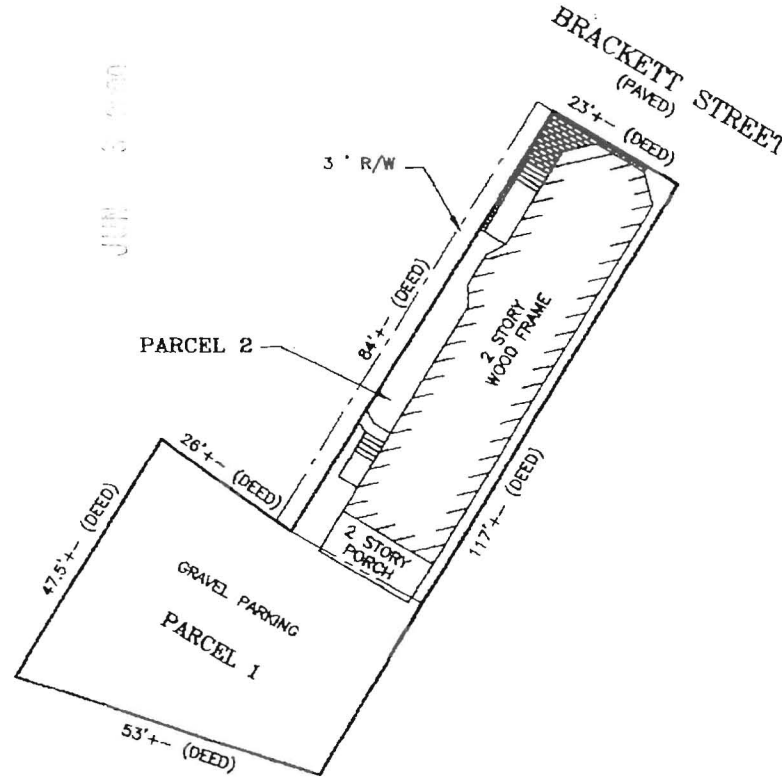 BRACKETT STREET
(PAVED)
23'+- (DEED)
3' R/W
84'+- (DEED)
2 STORY
WOOD FRAME
PARCEL 2
26'+- (DEED)
117'+- (DEED)
47.5'+- (DEED)
2 STORY
PORCH
GRAVEL PARKING
PARCEL 1
53'+- (DEED)
JUN